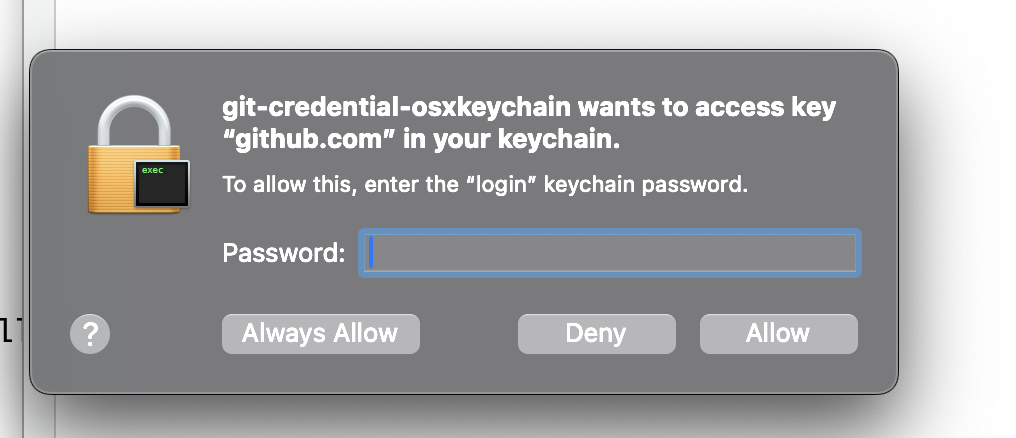 git-credential-osxkeychain wants to access key
“github.com” in your keychain.
exec
To allow this, enter the “login” keychain password.
Password:
?
Always Allow
Deny
Allow